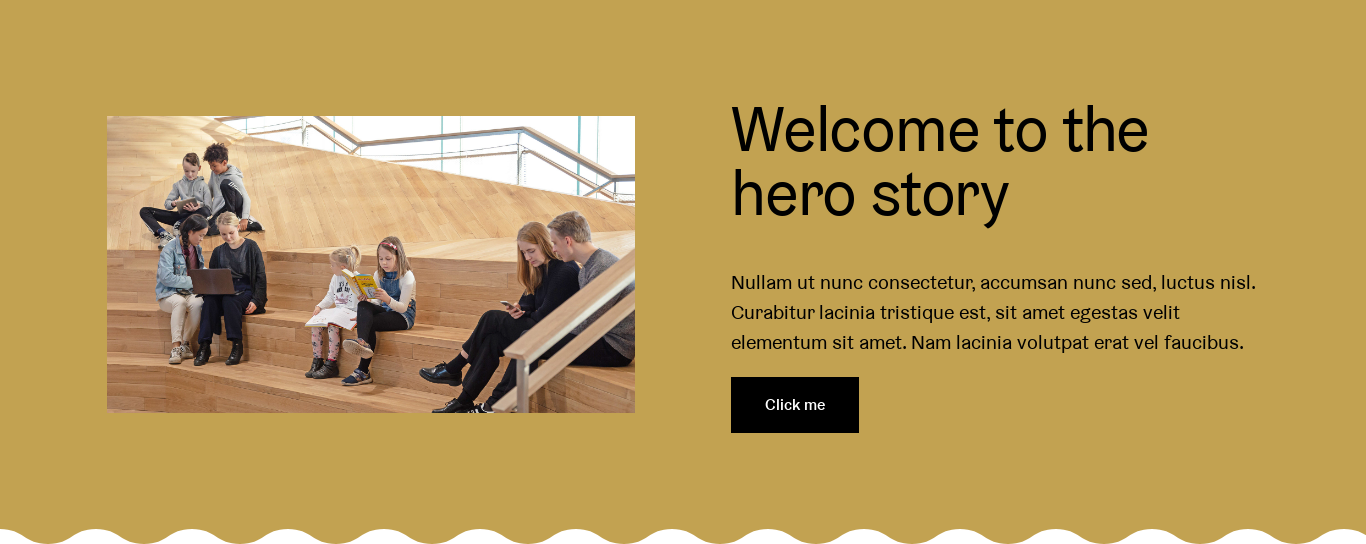 Welcome to the
hero story
Nullam ut nunc consectetur, accumsan nunc sed, luctus nisl.
Curabitur lacinia tristique est, sit amet egestas velit
elementum sit amet. Nam lacinia volutpat erat vel faucibus.
Click me